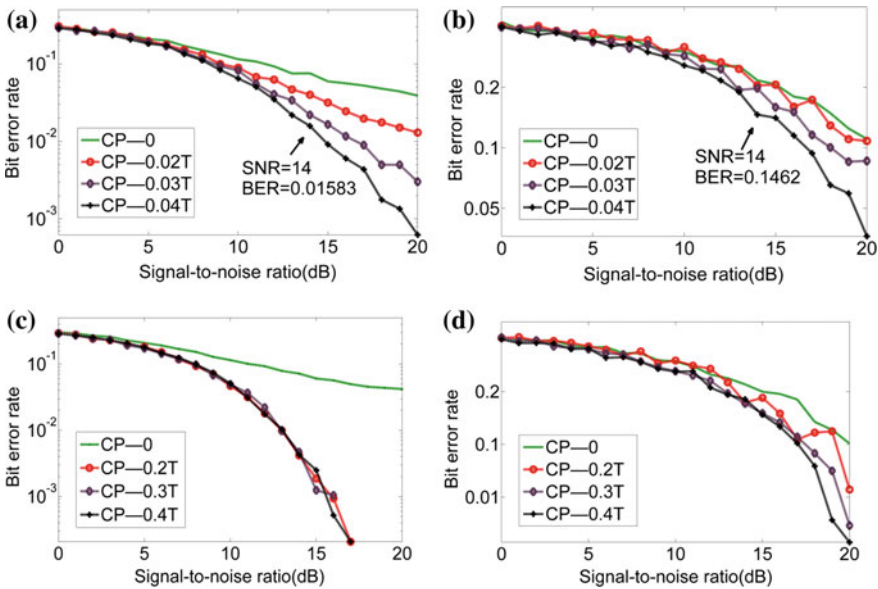 (a)
Bit error rate
10⁻¹
10⁻²
10⁻³
CP—0
CP—0.02T
CP—0.03T
CP—0.04T
SNR=14
BER=0.01583
0 5 10 15 20
Signal-to-noise ratio(dB)
(b)
Bit error rate
0.2
0.1
0.05
CP—0
CP—0.02T
CP—0.03T
CP—0.04T
SNR=14
BER=0.1462
0 5 10 15 20
Signal-to-noise ratio(dB)
(c)
Bit error rate
10⁻¹
10⁻²
10⁻³
CP—0
CP—0.2T
CP—0.3T
CP—0.4T
0 5 10 15 20
Signal-to-noise ratio(dB)
(d)
Bit error rate
0.2
0.1
0.01
CP—0
CP—0.2T
CP—0.3T
CP—0.4T
0 5 10 15 20
Signal-to-noise ratio(dB)